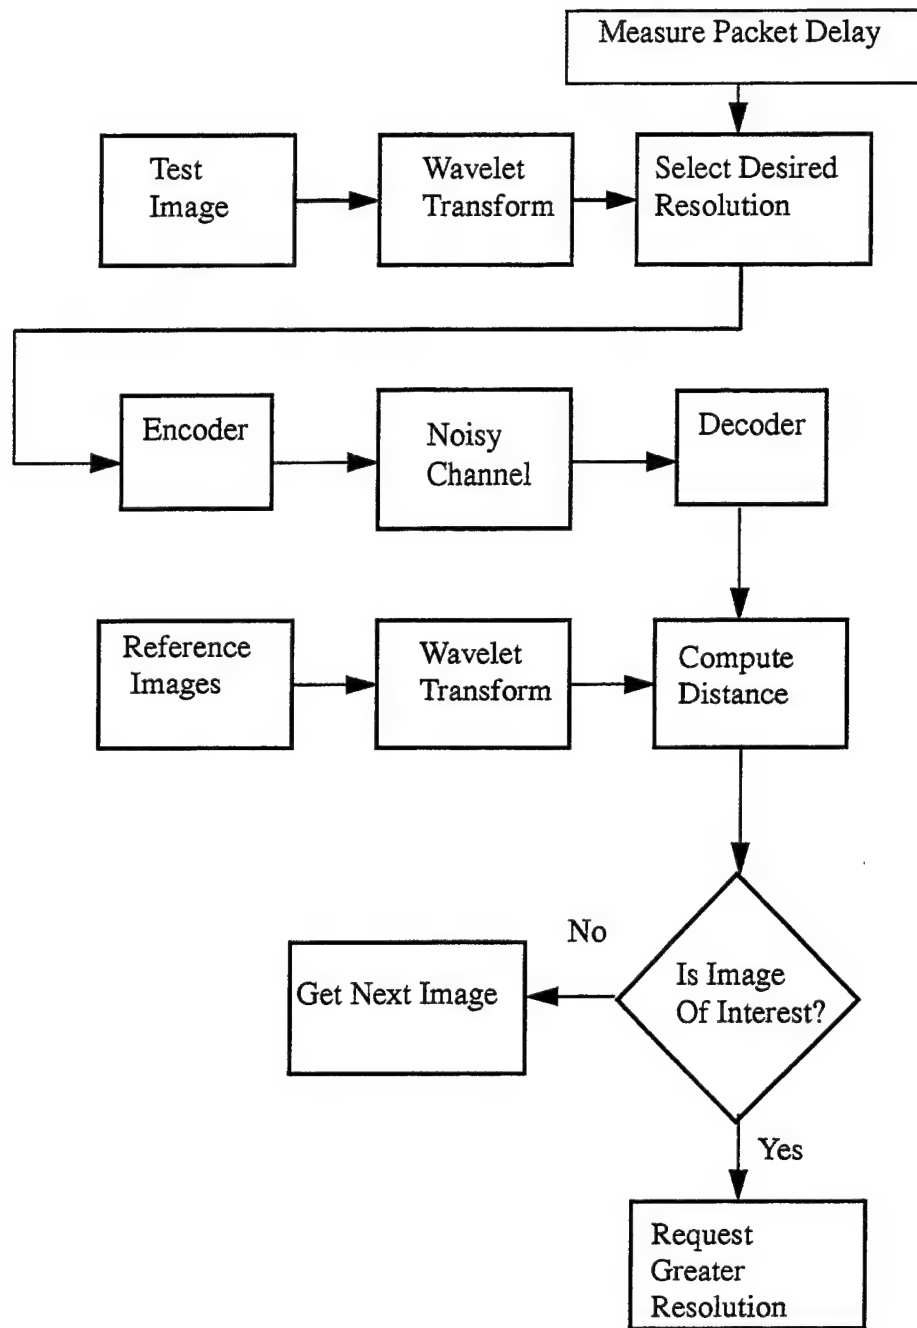 Measure Packet Delay
Test
Image
Wavelet
Transform
Select Desired
Resolution
Encoder
Noisy
Channel
Decoder
Reference
Images
Wavelet
Transform
Compute
Distance
No
Is Image
Of Interest?
Get Next Image
Yes
Request
Greater
Resolution